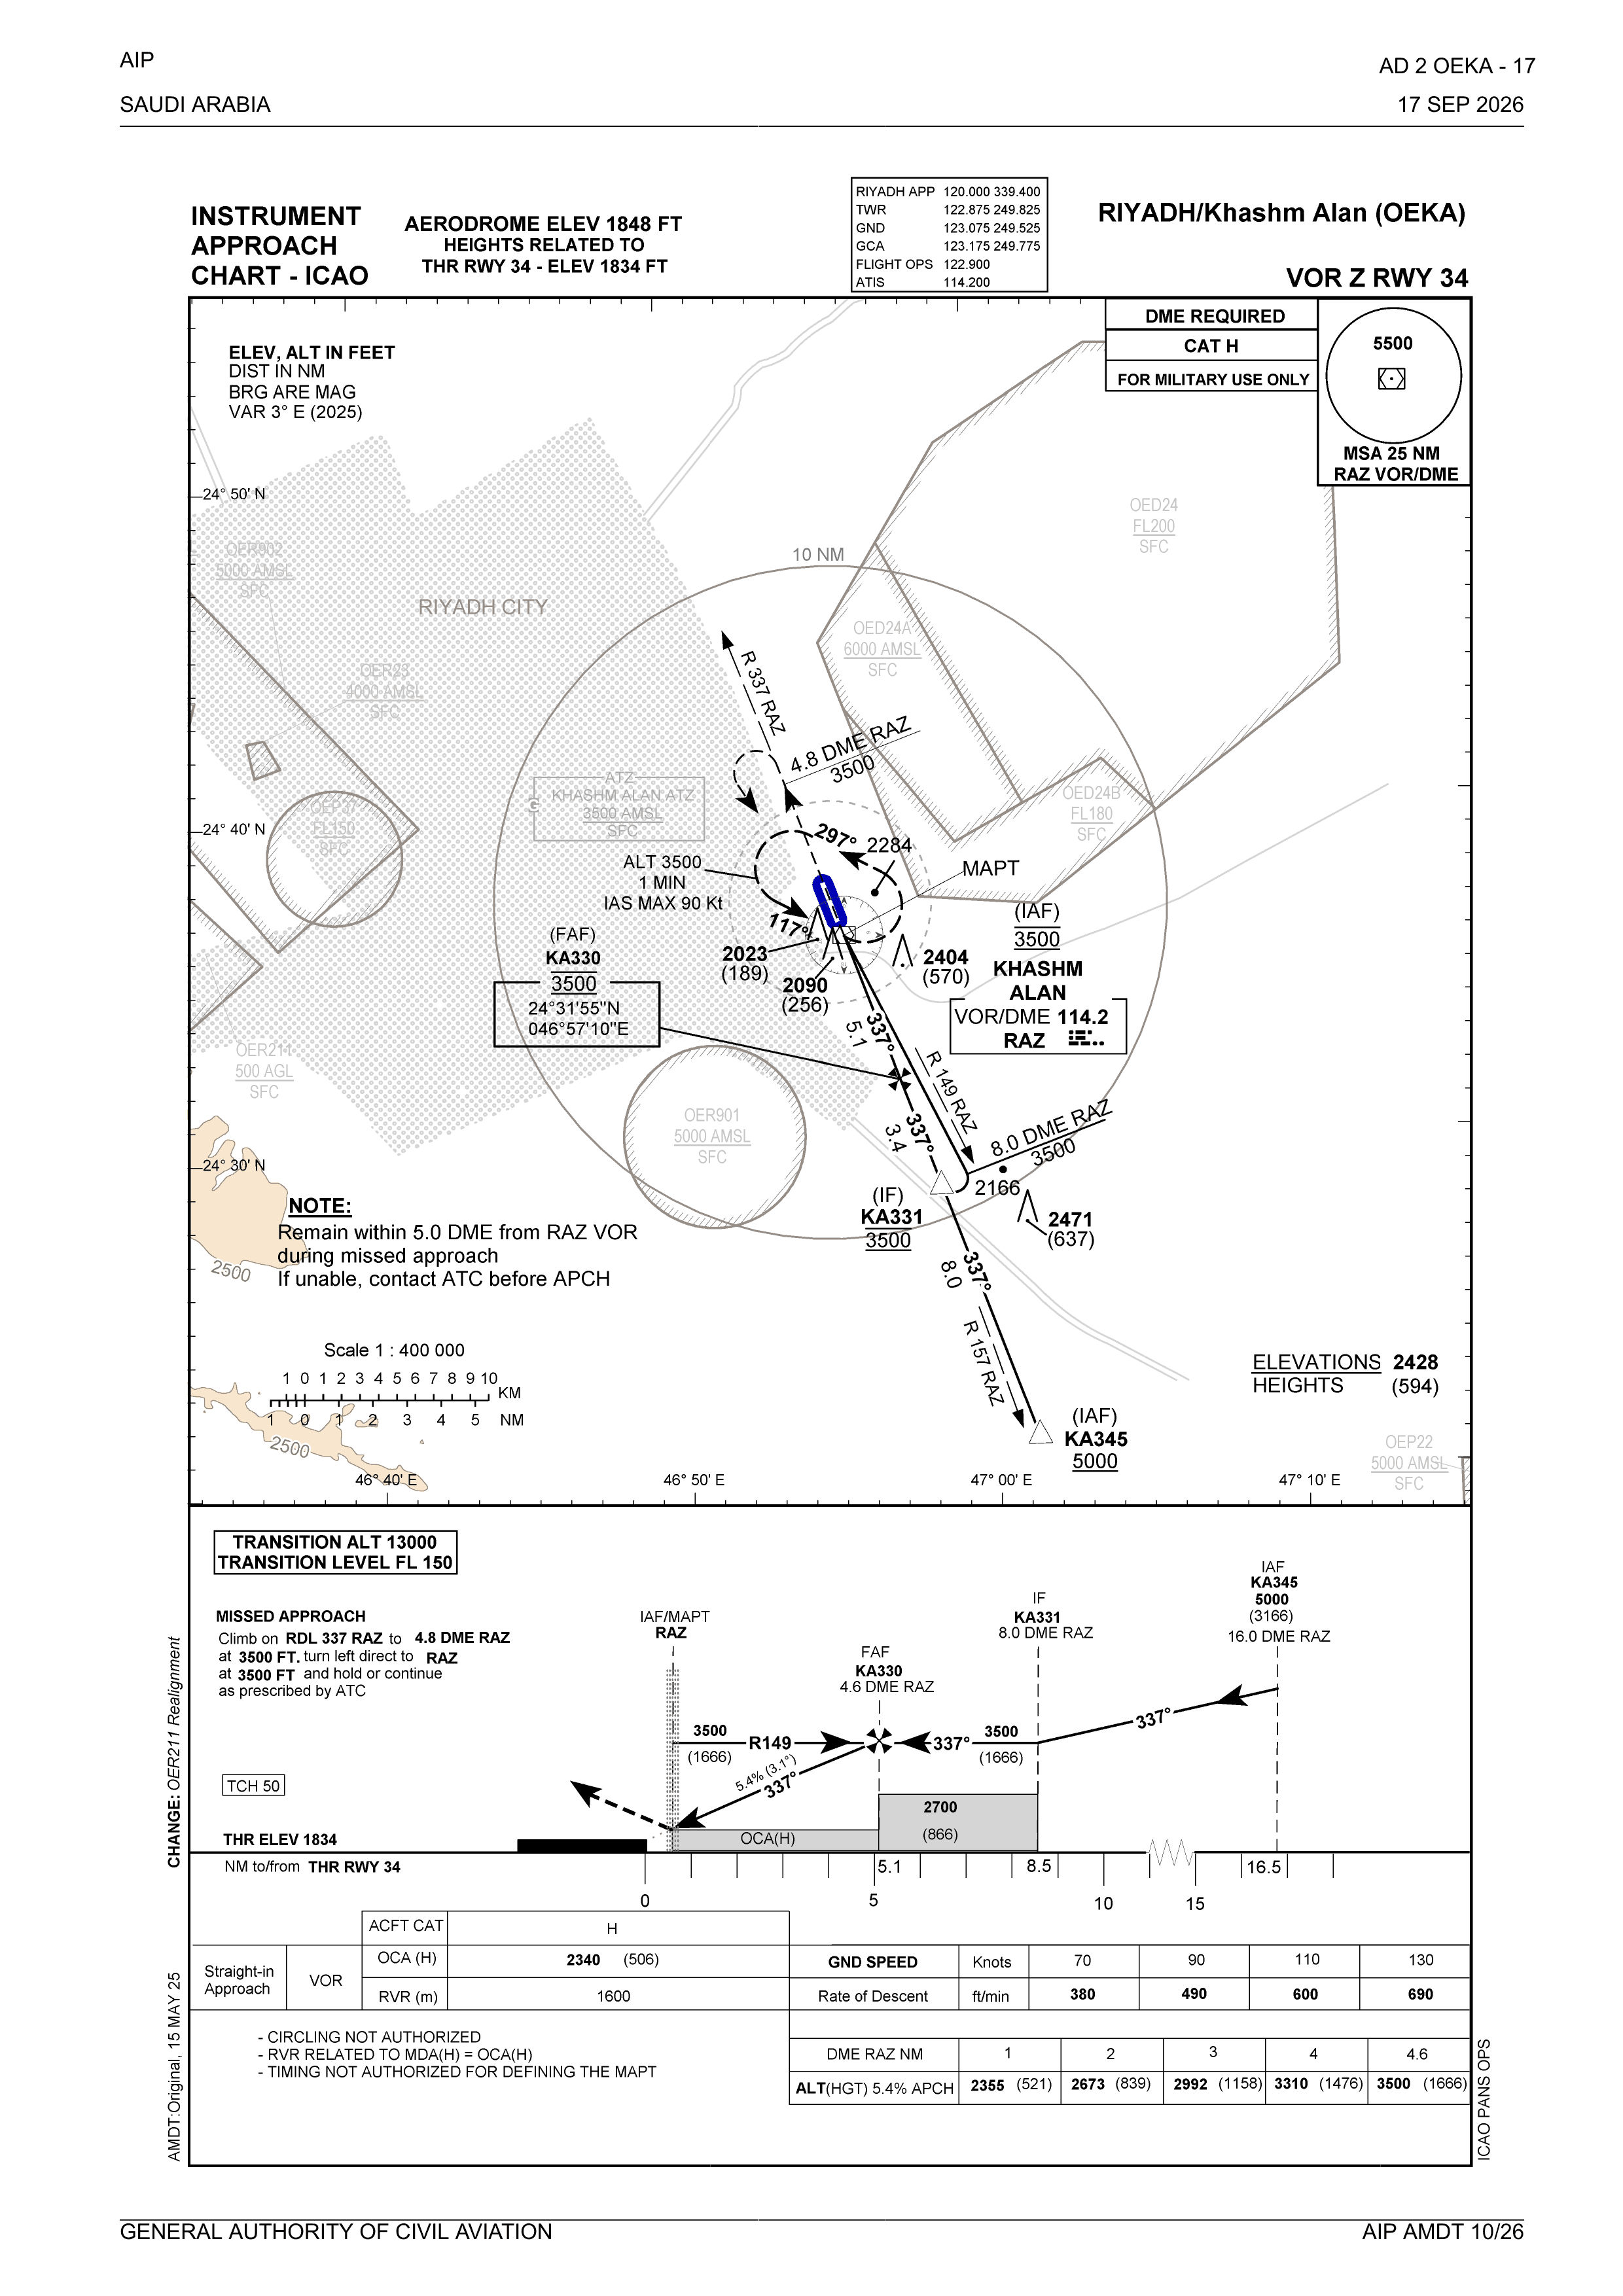 AIP
AD 2 OEKA - 17
SAUDI ARABIA
17 SEP 2026
INSTRUMENT
APPROACH
CHART - ICAO
AERODROME ELEV 1848 FT
HEIGHTS RELATED TO
THR RWY 34 - ELEV 1834 FT
RIYADH APP 120.000 339.400
TWR 122.875 249.825
GND 123.075 249.525
GCA 123.175 249.775
FLIGHT OPS 122.900
ATIS 114.200
RIYADH/Khashm Alan (OEKA)
VOR Z RWY 34
DME REQUIRED
CAT H
FOR MILITARY USE ONLY
5500
MSA 25 NM
RAZ VOR/DME
ELEV, ALT IN FEET
DIST IN NM
BRG ARE MAG
VAR 3° E (2025)
24° 50' N
OER902
5000 AMSL
SFC
OED24
FL200
SFC
10 NM
RIYADH CITY
OED24A
6000 AMSL
SFC
OER23
4000 AMSL
SFC
R 337 RAZ
4.8 DME RAZ
3500
ATZ
KHASHM ALAN ATZ
3500 AMSL
SFC
G
OED24B
FL180
SFC
FL150
SFC
24° 40' N
297°
2284
ALT 3500
1 MIN
IAS MAX 90 Kt
MAPT
117°
(IAF)
3500
KHASHM
ALAN
VOR/DME 114.2
RAZ
(FAF)
KA330
3500
24°31'55"N
046°57'10"E
2023
(189)
2090
(256)
2404
(570)
337°
5.1
R 149 RAZ
OER211
500 AGL
SFC
OER901
5000 AMSL
SFC
337°
3.4
8.0 DME RAZ
3500
24° 30' N
2166
(IF)
KA331
3500
2471
(637)
NOTE:
Remain within 5.0 DME from RAZ VOR
during missed approach
If unable, contact ATC before APCH
2500
337°
8.0
R 157 RAZ
Scale 1 : 400 000
1 0 1 2 3 4 5 6 7 8 9 10
KM
1 0 1 2 3 4 5 NM
2500
ELEVATIONS 2428
HEIGHTS (594)
(IAF)
KA345
5000
OEP22
5000 AMSL
SFC
46° 40' E
46° 50' E
47° 00' E
47° 10' E
TRANSITION ALT 13000
TRANSITION LEVEL FL 150
MISSED APPROACH
Climb on RDL 337 RAZ to 4.8 DME RAZ
at 3500 FT. turn left direct to RAZ
at 3500 FT and hold or continue
as prescribed by ATC
IAF/MAPT
RAZ
FAF
KA330
4.6 DME RAZ
IF
KA331
8.0 DME RAZ
IAF
KA345
5000
(3166)
16.0 DME RAZ
3500
R149
(1666)
337°
3500
(1666)
337°
5.4% (3.1°)
337°
TCH 50
2700
(866)
OCA(H)
THR ELEV 1834
NM to/from THR RWY 34
5.1
8.5
16.5
0
5
10
15
ACFT CAT
H
Straight-in
Approach
VOR
OCA (H)
2340 (506)
RVR (m)
1600
GND SPEED Knots 70 90 110 130
Rate of Descent ft/min 380 490 600 690
- CIRCLING NOT AUTHORIZED
- RVR RELATED TO MDA(H) = OCA(H)
- TIMING NOT AUTHORIZED FOR DEFINING THE MAPT
DME RAZ NM 1 2 3 4 4.6
ALT(HGT) 5.4% APCH 2355 (521) 2673 (839) 2992 (1158) 3310 (1476) 3500 (1666)
CHANGE: OER211 Realignment
AMDT:Original, 15 MAY 25
ICAO PANS OPS
GENERAL AUTHORITY OF CIVIL AVIATION
AIP AMDT 10/26